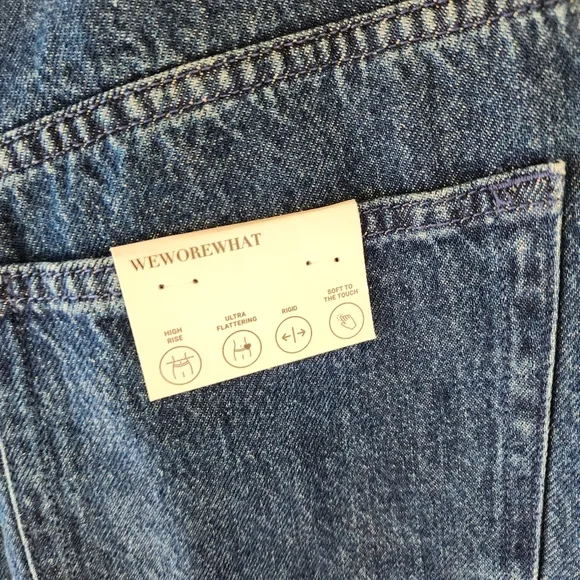 WEWOREWHAT
HIGH
RISE
ULTRA
FLATTERING
RIGID
SOFT TO
THE TOUCH